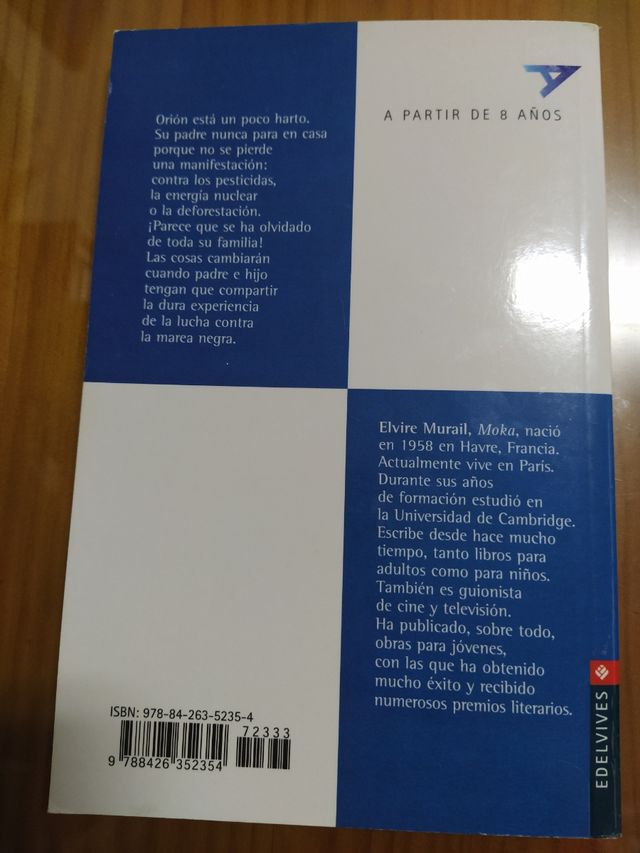 Orión está un poco harto.
Su padre nunca para en casa
porque no se pierde
una manifestación:
contra los pesticidas,
la energía nuclear
o la deforestación.
¡Parece que se ha olvidado
de toda su familia!
Las cosas cambiarán
cuando padre e hijo
tengan que compartir
la dura experiencia
de la lucha contra
la marea negra.
A PARTIR DE 8 AÑOS
Elvire Murail, Moka, nació
en 1958 en Havre, Francia.
Actualmente vive en París.
Durante sus años
de formación estudió en
la Universidad de Cambridge.
Escribe desde hace mucho
tiempo, tanto libros para
adultos como para niños.
También es guionista
de cine y televisión.
Ha publicado, sobre todo,
obras para jóvenes,
con las que ha obtenido
mucho éxito y recibido
numerosos premios literarios.
ISBN: 978-84-263-5235-4
72333
9 788426 352354
EDELVIVES